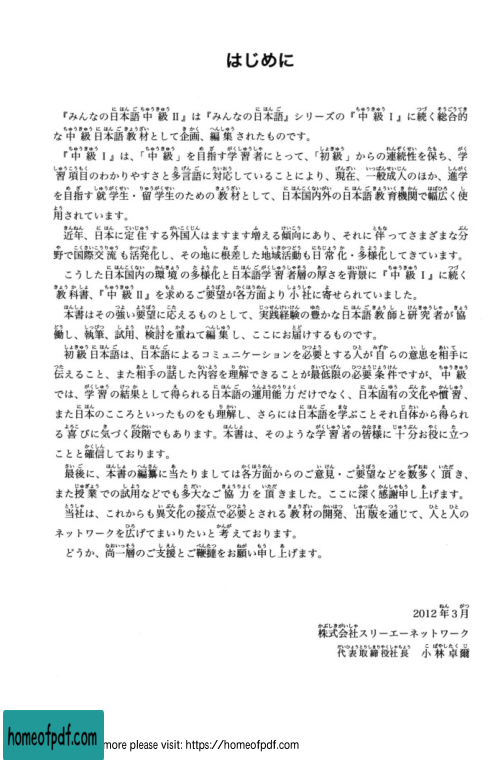 はじめに
『みんなの日本語中級Ⅱ』は『みんなの日本語』シリーズの『中級Ⅰ』に続く総合的
な中級日本語教材として企画、編集されたものです。
『中級Ⅰ』は、「中級」を目指す学習者にとって、「初級」からの連続性を保ち、学
習項目のわかりやすさと多言語に対応していることにより、現在、一般成人のほか、進学
を目指す就学生・留学生のための教材として、日本国内外の日本語教育機関で幅広く使
用されています。
近年、日本に定住する外国人はますます増える傾向にあり、それに伴ってさまざまな分
野で国際交流も活発化し、その地に根差した地域活動も日常化・多様化してきています。
こうした日本国内の環境の多様化と日本語学習者層の厚さを背景に『中級Ⅰ』に続く
教科書、『中級Ⅱ』を求めるご要望が各方面より小社に寄せられていました。
本書はその強い要望に応えるものとして、実践経験の豊かな日本語教師と研究者が協
働し、執筆、試用、検討を重ねて編集し、ここにお届けするものです。
初級日本語は、日本語によるコミュニケーションを必要とする人が自らの意思を相手に
伝えること、また相手の話した内容を理解できることが最低限の必要条件ですが、中級
では、学習の結果として得られる日本語の運用能力だけでなく、日本固有の文化や慣習、
また日本のこころといったものをも理解し、さらには日本語を学ぶことそれ自体から得られ
る喜びに気づく段階でもあります。本書は、そのような学習者の皆様に十分お役に立つ
ことと確信しております。
最後に、本書の編纂に当たりましては各方面からのご意見・ご要望などを数多く頂き、
また授業での試用などでも多大なご協力を頂きました。ここに深く感謝申し上げます。
当社は、これからも異文化の接点で必要とされる教材の開発、出版を通じて、人と人の
ネットワークを広げてまいりたいと考えております。
どうか、尚一層のご支援とご鞭撻をお願い申し上げます。
2012年3月
株式会社スリーエーネットワーク
代表取締役社長 小林卓爾
homeofpdf.com
more please visit: https://homeofpdf.com